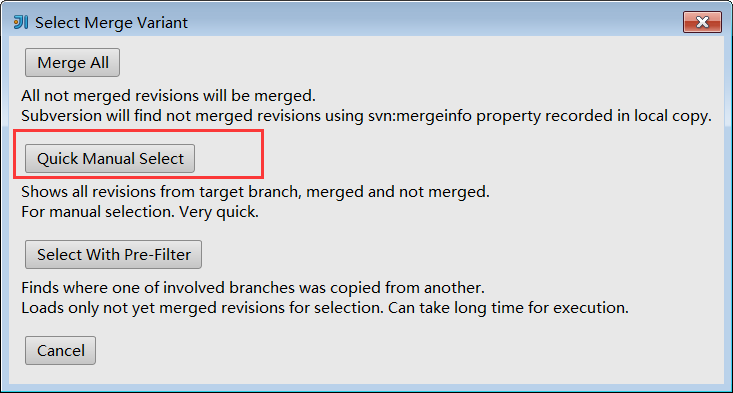 Select Merge Variant
Merge All
All not merged revisions will be merged.
Subversion will find not merged revisions using svn:mergeinfo property recorded in local copy.
Quick Manual Select
Shows all revisions from target branch, merged and not merged.
For manual selection. Very quick.
Select With Pre-Filter
Finds where one of involved branches was copied from another.
Loads only not yet merged revisions for selection. Can take long time for execution.
Cancel